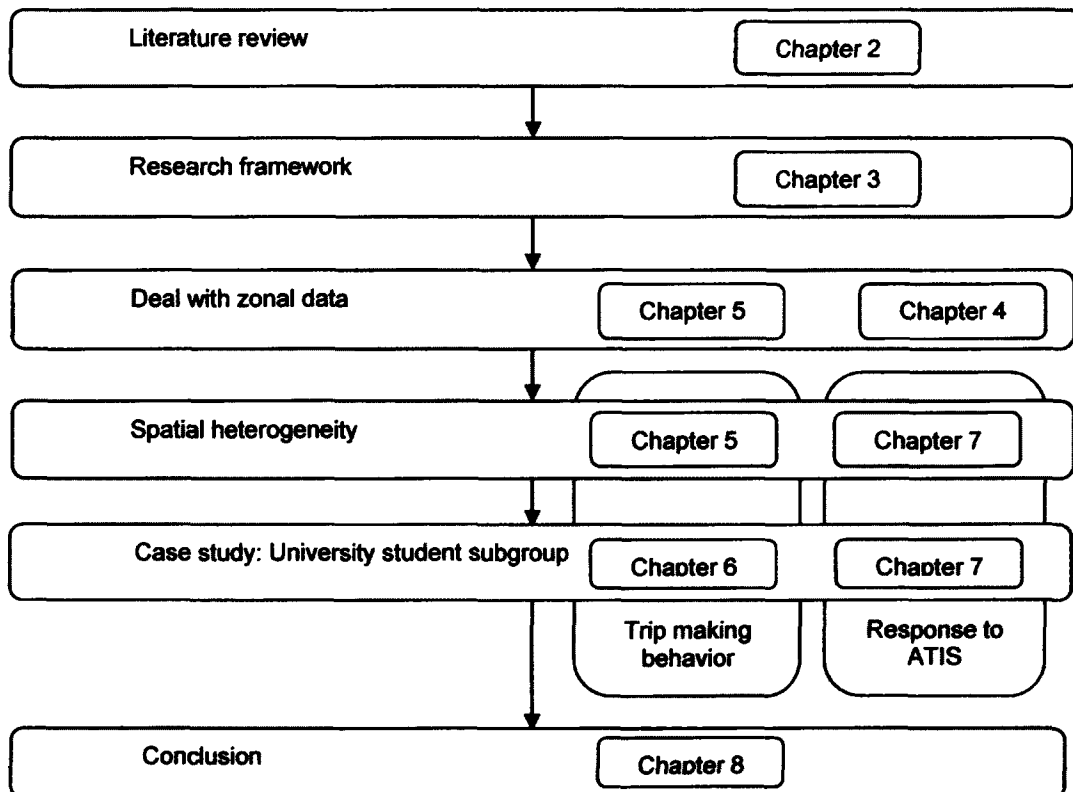 Literature review
Chapter 2
Research framework
Chapter 3
Deal with zonal data
Chapter 5
Chapter 4
Spatial heterogeneity
Chapter 5
Chapter 7
Case study: University student subgroup
Chapter 6
Chapter 7
Trip making
behavior
Response to
ATIS
Conclusion
Chapter 8